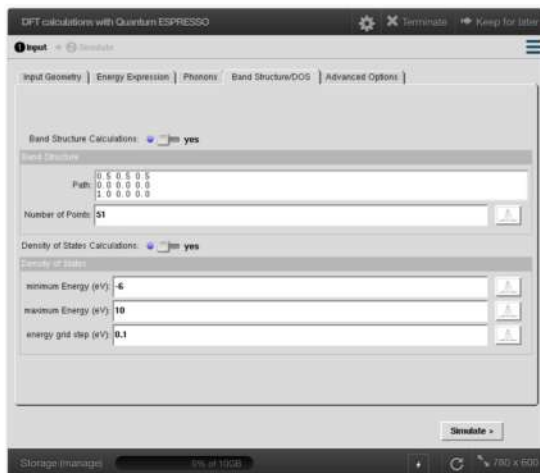 DFT calculations with Quantum ESPRESSO
Terminate
Keep for later
1 Input
2 Simulate
Input Geometry
Energy Expression
Phonons
Band Structure/DOS
Advanced Options
Band Structure Calculations: yes
Band Structure
Path: 0.5 0.5 0.5
0.0 0.0 0.0
1.0 0.0 0.0
Number of Points: 51
Density of States Calculations: yes
Density of States
minimum Energy (eV): -6
maximum Energy (eV): 10
energy grid step (eV): 0.1
Simulate >
Storage (manage)
of 10GB
780 x 600